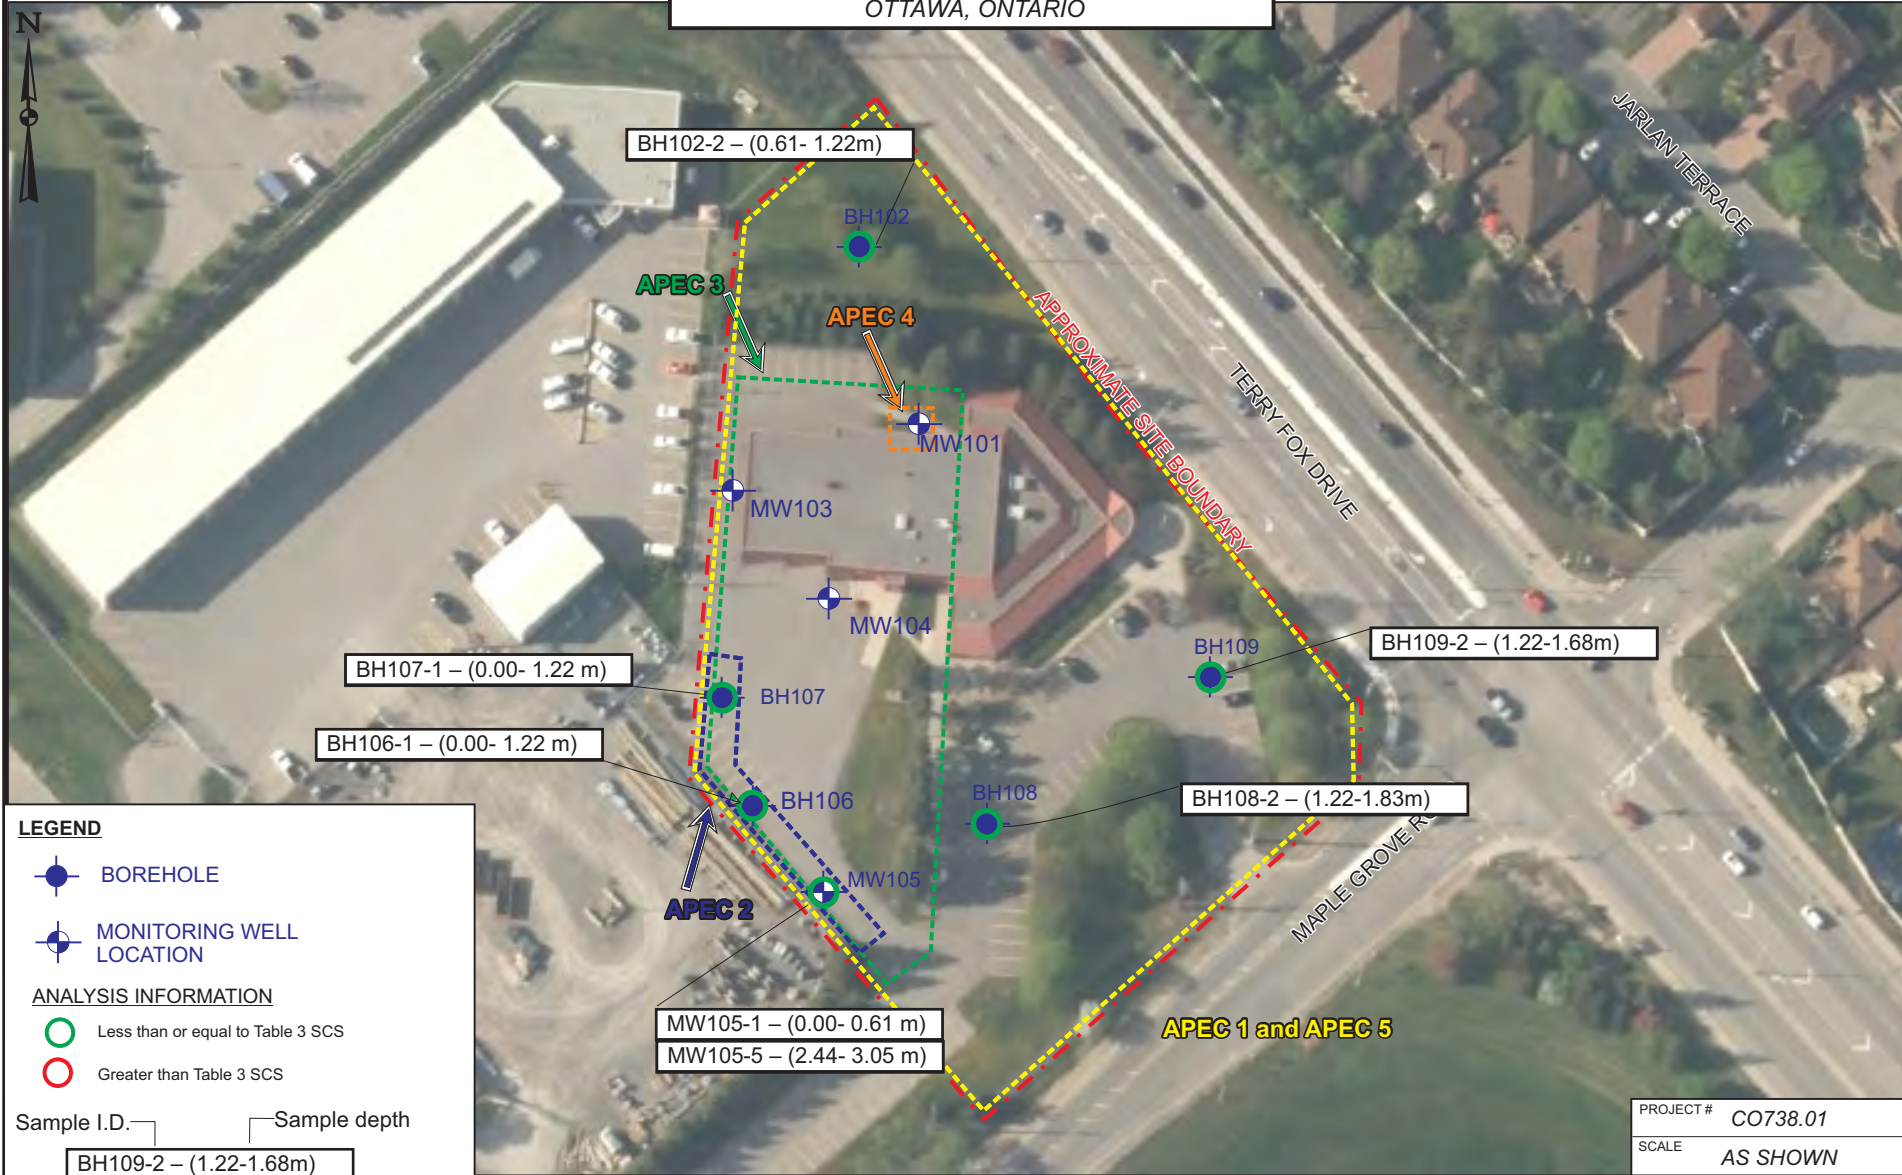 OTTAWA, ONTARIO
N
JARLAN TERRACE
BH102-2 – (0.61- 1.22m)
BH102
APEC 3
APEC 4
APPROXIMATE SITE BOUNDARY
TERRY FOX DRIVE
MW101
MW103
MW104
BH109
BH109-2 – (1.22-1.68m)
BH107-1 – (0.00- 1.22 m)
BH107
BH106-1 – (0.00- 1.22 m)
BH106
BH108
BH108-2 – (1.22-1.83m)
MAPLE GROVE
MW105
APEC 2
MW105-1 – (0.00- 0.61 m)
MW105-5 – (2.44- 3.05 m)
APEC 1 and APEC 5
LEGEND
BOREHOLE
MONITORING WELL
LOCATION
ANALYSIS INFORMATION
Less than or equal to Table 3 SCS
Greater than Table 3 SCS
Sample I.D.
Sample depth
BH109-2 – (1.22-1.68m)
PROJECT # CO738.01
SCALE AS SHOWN